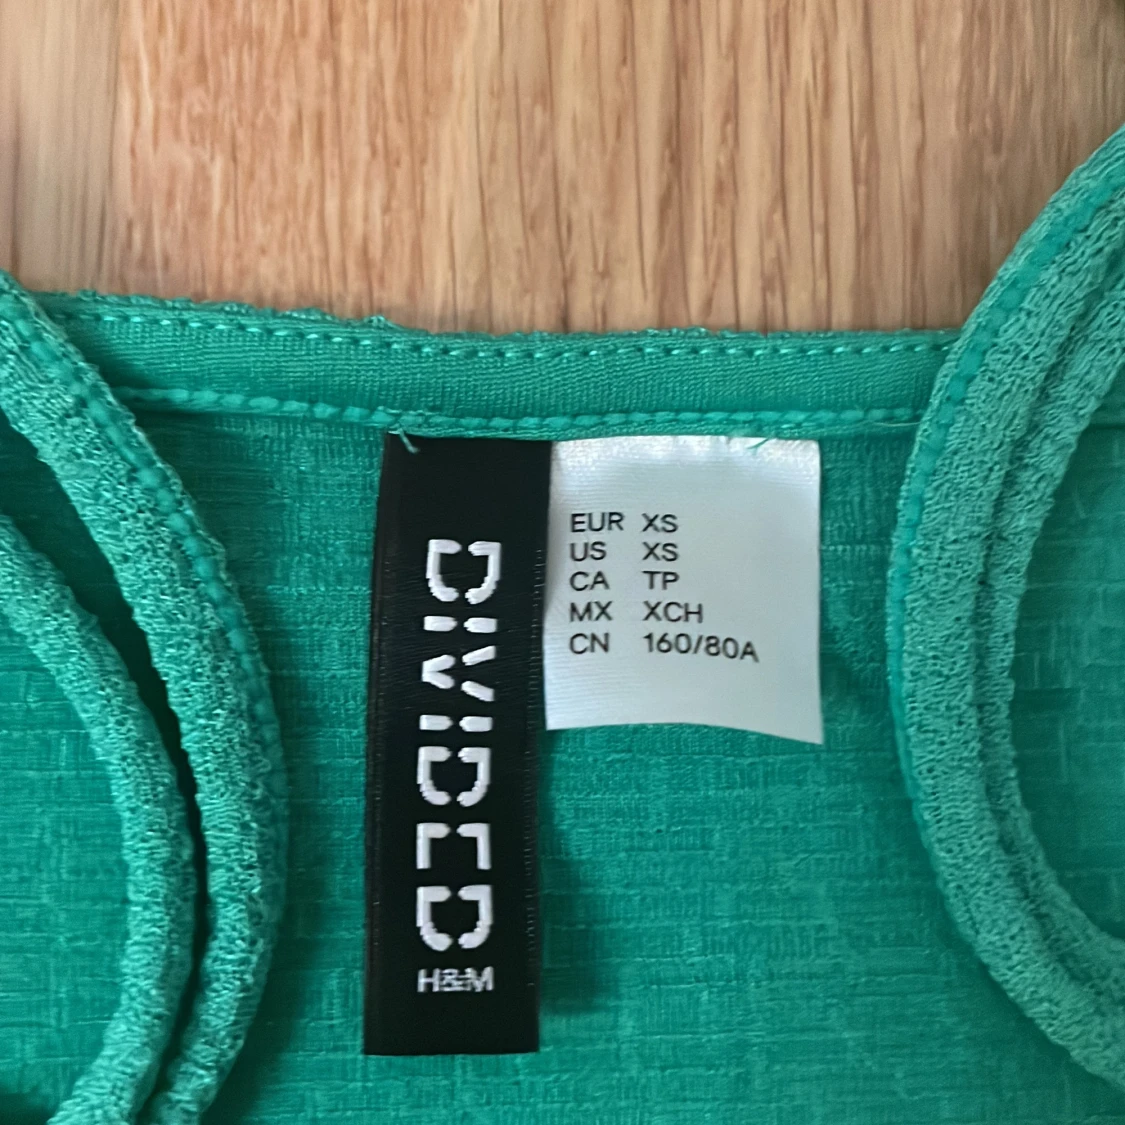 DIVIDED
H&M
EUR XS
US XS
CA TP
MX XCH
CN 160/80A